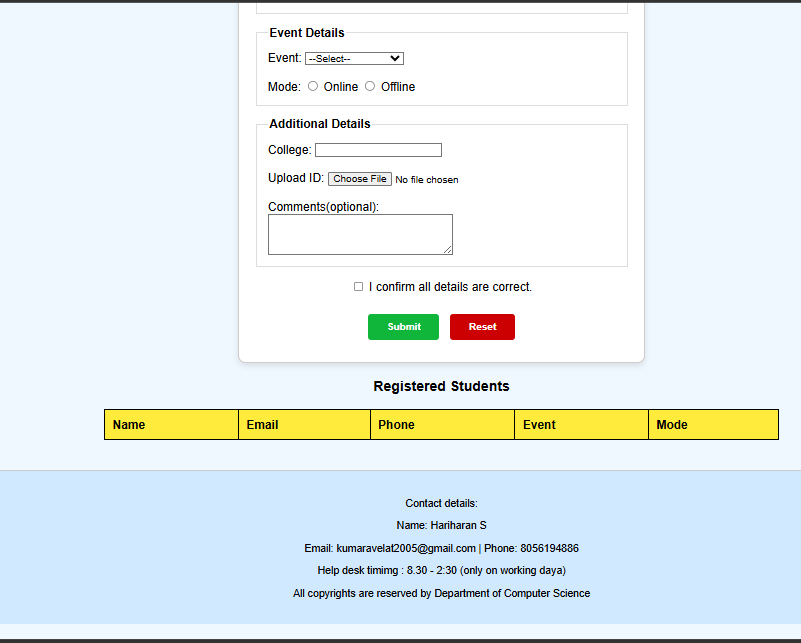 Event Details
Event: --Select--
Mode: Online Offline
Additional Details
College:
Upload ID: Choose File No file chosen
Comments(optional):
I confirm all details are correct.
Submit Reset
Registered Students
Name Email Phone Event Mode
Contact details:
Name: Hariharan S
Email: kumaravelat2005@gmail.com | Phone: 8056194886
Help desk timimg : 8.30 - 2:30 (only on working daya)
All copyrights are reserved by Department of Computer Science